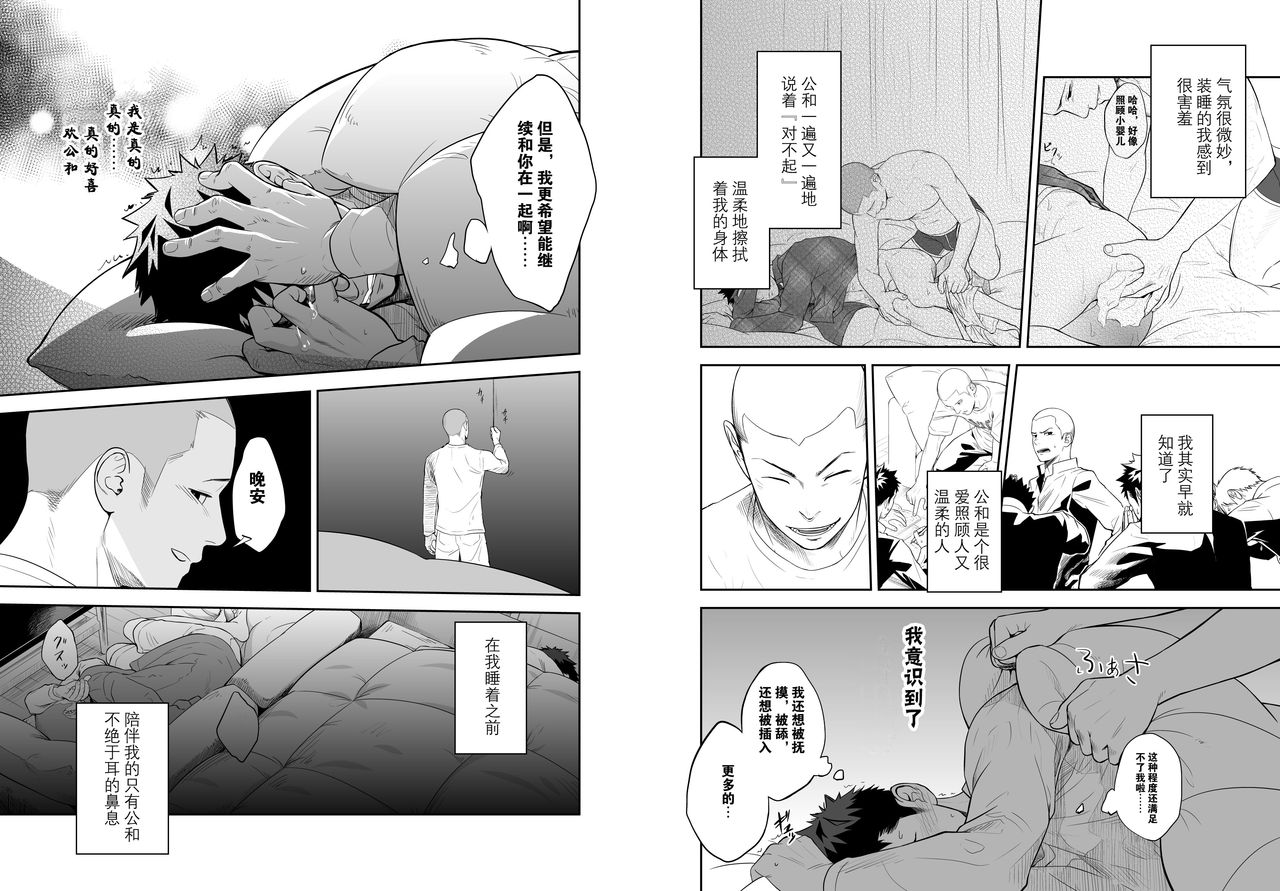 气氛很微妙，
装睡的我感到
很害羞
哈哈，好像
照顾小婴儿
公和一遍又一遍地
说着『对不起』
温柔地擦拭
着我的身体
我其实早就
知道了
公和是个很
爱照顾人又
温柔的人
我意识到了
ふぁさ
这种程度还满足
不了我啦……
我还想被抚
摸，被舔，
还想被插入
更多的…
但是，我更希望能继
续和你在一起啊……
我是真的
真的……
真的好喜
欢公和
晚安
在我睡着之前
グイッ
陪伴我的只有公和
不绝于耳的鼻息